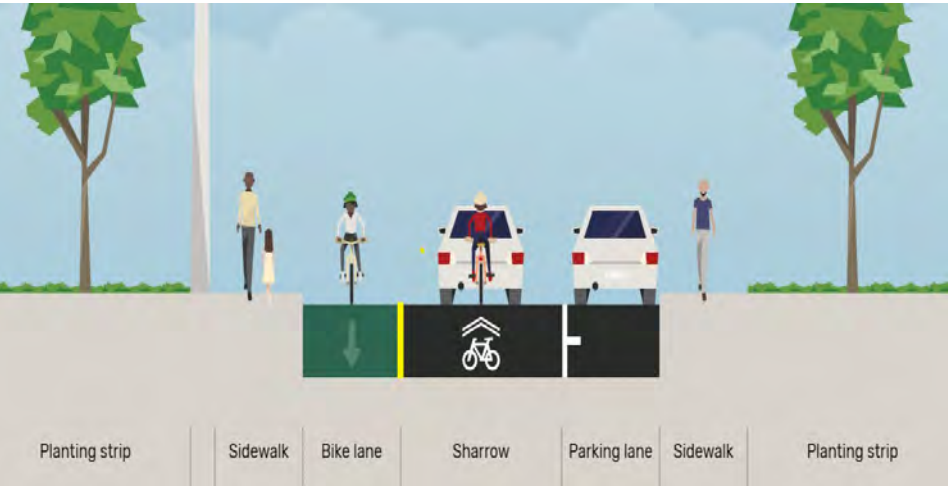 Planting strip
Sidewalk
Bike lane
Sharrow
Parking lane
Sidewalk
Planting strip